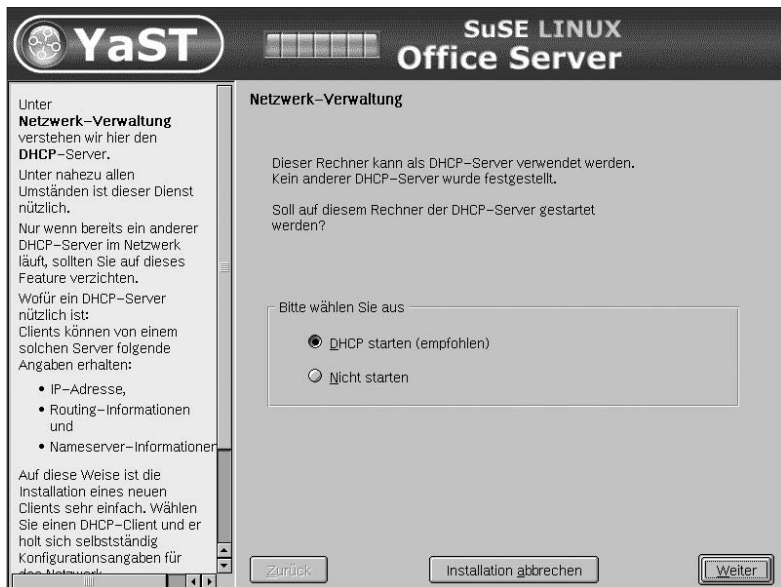 YaST
SuSE LINUX
Office Server
Unter
Netzwerk-Verwaltung
verstehen wir hier den
DHCP-Server.
Unter nahezu allen
Umständen ist dieser Dienst
nützlich.
Nur wenn bereits ein anderer
DHCP-Server im Netzwerk
läuft, sollten Sie auf dieses
Feature verzichten.
Wofür ein DHCP-Server
nützlich ist:
Clients können von einem
solchen Server folgende
Angaben erhalten:
• IP-Adresse,
• Routing-Informationen
und
• Nameserver-Informationen
Auf diese Weise ist die
Installation eines neuen
Clients sehr einfach. Wählen
Sie einen DHCP-Client und er
holt sich selbstständig
Konfigurationsangaben für
das Netzwerk
Netzwerk-Verwaltung
Dieser Rechner kann als DHCP-Server verwendet werden.
Kein anderer DHCP-Server wurde festgestellt.
Soll auf diesem Rechner der DHCP-Server gestartet
werden?
Bitte wählen Sie aus
DHCP starten (empfohlen)
Nicht starten
Zurück
Installation abbrechen
Weiter